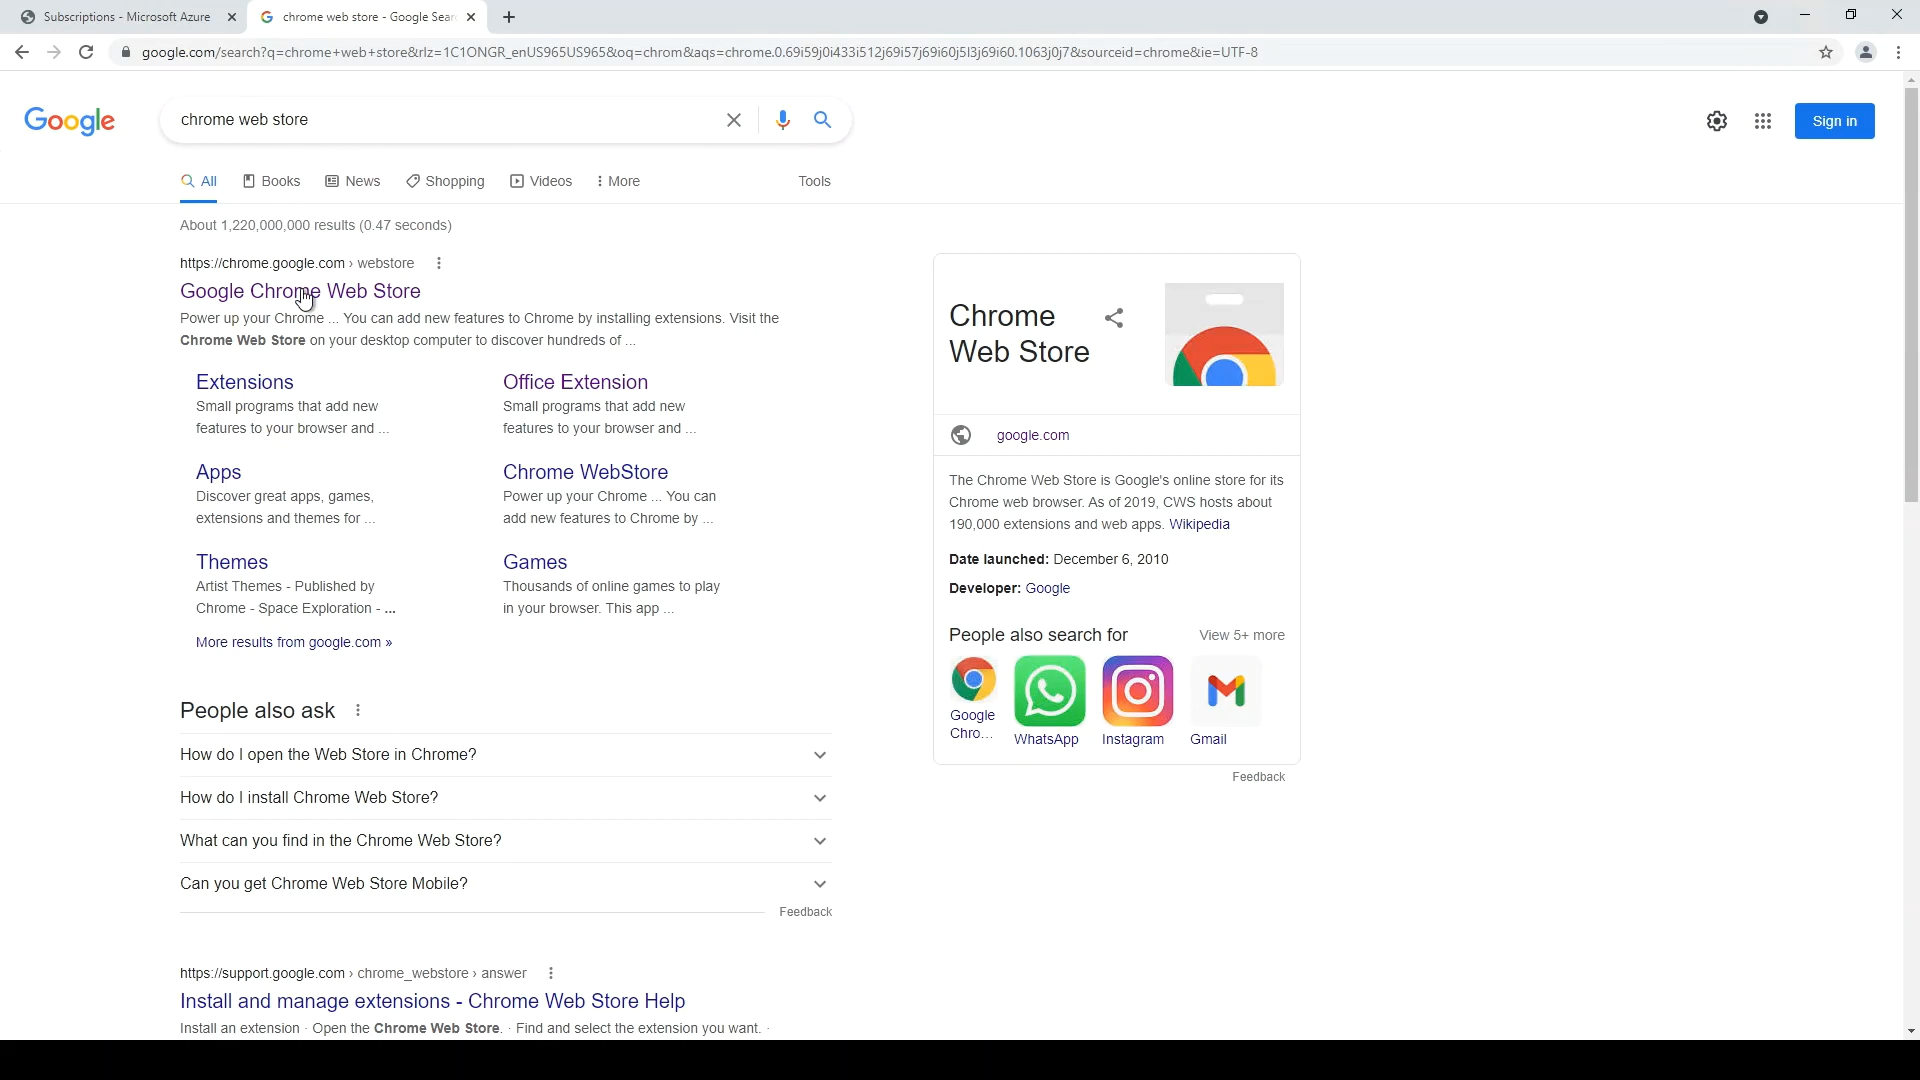 Subscriptions - Microsoft Azure
chrome web store - Google Sear
google.com/search?q=chrome+web+store&rlz=1C1ONGR_enUS965US965&oq=chrom&aqs=chrome.0.69i59j0i433i512j69i57j69i60j5l3j69i60.1063j0j7&sourceid=chrome&ie=UTF-8
Google
chrome web store
Sign in
All
Books
News
Shopping
Videos
More
Tools
About 1,220,000,000 results (0.47 seconds)
https://chrome.google.com › webstore
Google Chrome Web Store
Power up your Chrome ... You can add new features to Chrome by installing extensions. Visit the
Chrome Web Store on your desktop computer to discover hundreds of ...
Extensions
Small programs that add new
features to your browser and ...
Office Extension
Small programs that add new
features to your browser and ...
Apps
Discover great apps, games,
extensions and themes for ...
Chrome WebStore
Power up your Chrome ... You can
add new features to Chrome by ...
Themes
Artist Themes - Published by
Chrome - Space Exploration - ...
Games
Thousands of online games to play
in your browser. This app ...
More results from google.com »
People also ask
How do I open the Web Store in Chrome?
How do I install Chrome Web Store?
What can you find in the Chrome Web Store?
Can you get Chrome Web Store Mobile?
Feedback
https://support.google.com › chrome_webstore › answer
Install and manage extensions - Chrome Web Store Help
Install an extension · Open the Chrome Web Store. · Find and select the extension you want. ·
Chrome
Web Store
google.com
The Chrome Web Store is Google's online store for its
Chrome web browser. As of 2019, CWS hosts about
190,000 extensions and web apps. Wikipedia
Date launched: December 6, 2010
Developer: Google
People also search for
View 5+ more
Google
Chro...
WhatsApp
Instagram
Gmail
Feedback